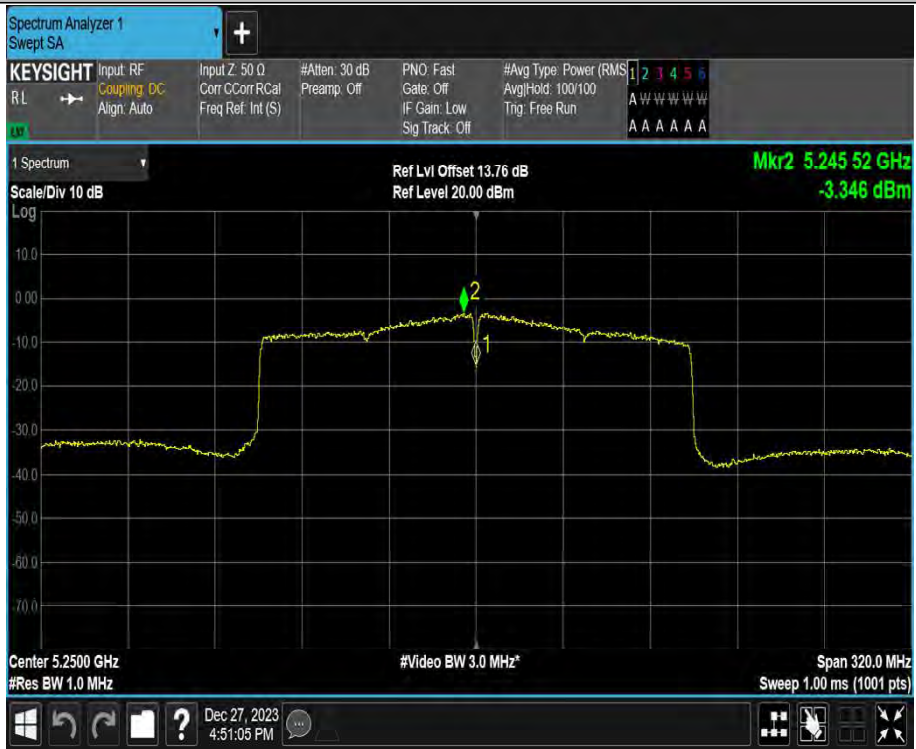 Spectrum Analyzer 1
Swept SA
+
KEYSIGHT
RL
Input: RF
Coupling: DC
Align: Auto
Input Z: 50 Ω
Corr CCorr RCal
Freq Ref: Int (S)
#Atten: 30 dB
Preamp: Off
PNO: Fast
Gate: Off
IF Gain: Low
Sig Track: Off
#Avg Type: Power (RMS
Avg|Hold: 100/100
Trig: Free Run
1 2 3 4 5 6
A W W W W W
A A A A A A
1 Spectrum
Scale/Div 10 dB
Ref Lvl Offset 13.76 dB
Ref Level 20.00 dBm
Mkr2 5.245 52 GHz
-3.346 dBm
Log
10.0
0.00
-10.0
-20.0
-30.0
-40.0
-50.0
-60.0
-70.0
2
1
Center 5.2500 GHz
#Res BW 1.0 MHz
#Video BW 3.0 MHz*
Span 320.0 MHz
Sweep 1.00 ms (1001 pts)
?
Dec 27, 2023
4:51:05 PM